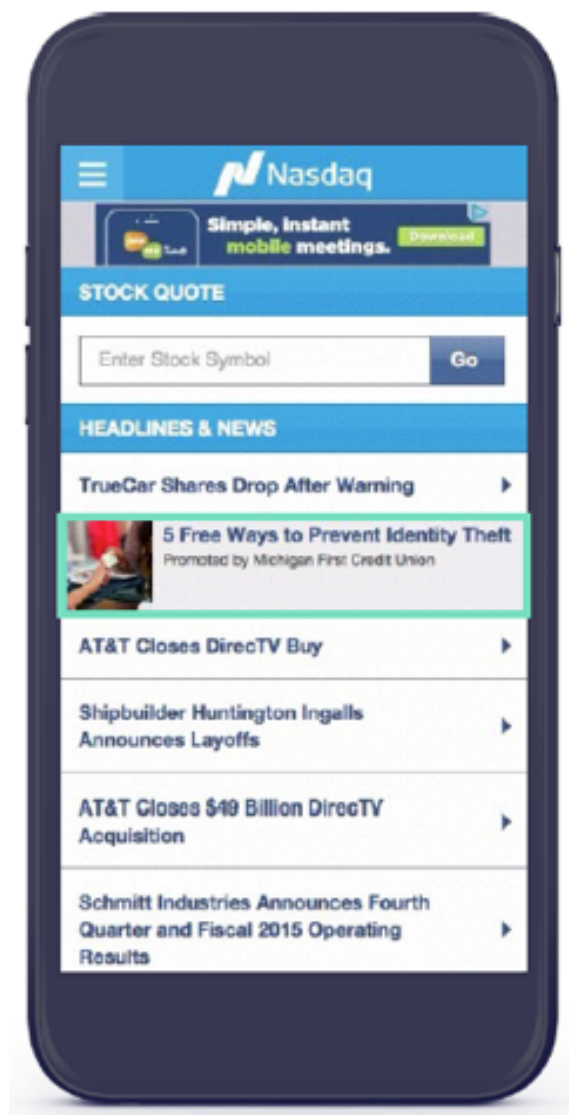 Nasdaq
Simple, instant
mobile meetings.
Download
STOCK QUOTE
Enter Stock Symbol
Go
HEADLINES & NEWS
TrueCar Shares Drop After Warning
5 Free Ways to Prevent Identity Theft
Promoted by Michigan First Credit Union
AT&T Closes DirecTV Buy
Shipbuilder Huntington Ingalls
Announces Layoffs
AT&T Closes $49 Billion DirecTV
Acquisition
Schmitt Industries Announces Fourth
Quarter and Fiscal 2015 Operating
Results